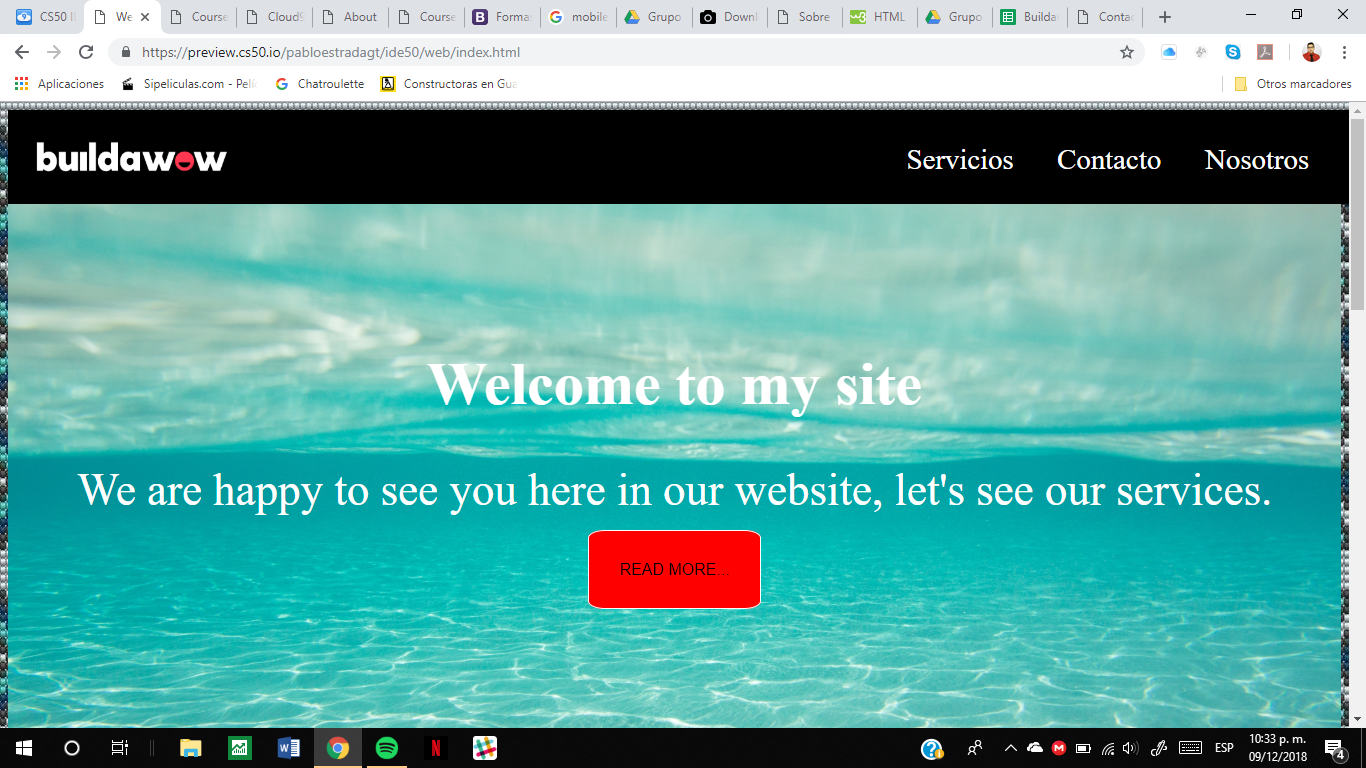 CS50 I
We
Course
Cloud9
About
Course
Forma
mobile
Grupo
Downl
Sobre
HTML
Grupo
Builda
Contac
https://preview.cs50.io/pabloestradagt/ide50/web/index.html
Aplicaciones
Sipeliculas.com - Pelí
Chatroulette
Constructoras en Gua
Otros marcadores
buildawow
Servicios Contacto Nosotros
Welcome to my site
We are happy to see you here in our website, let's see our services.
READ MORE...
ESP
10:33 p. m.
09/12/2018
4